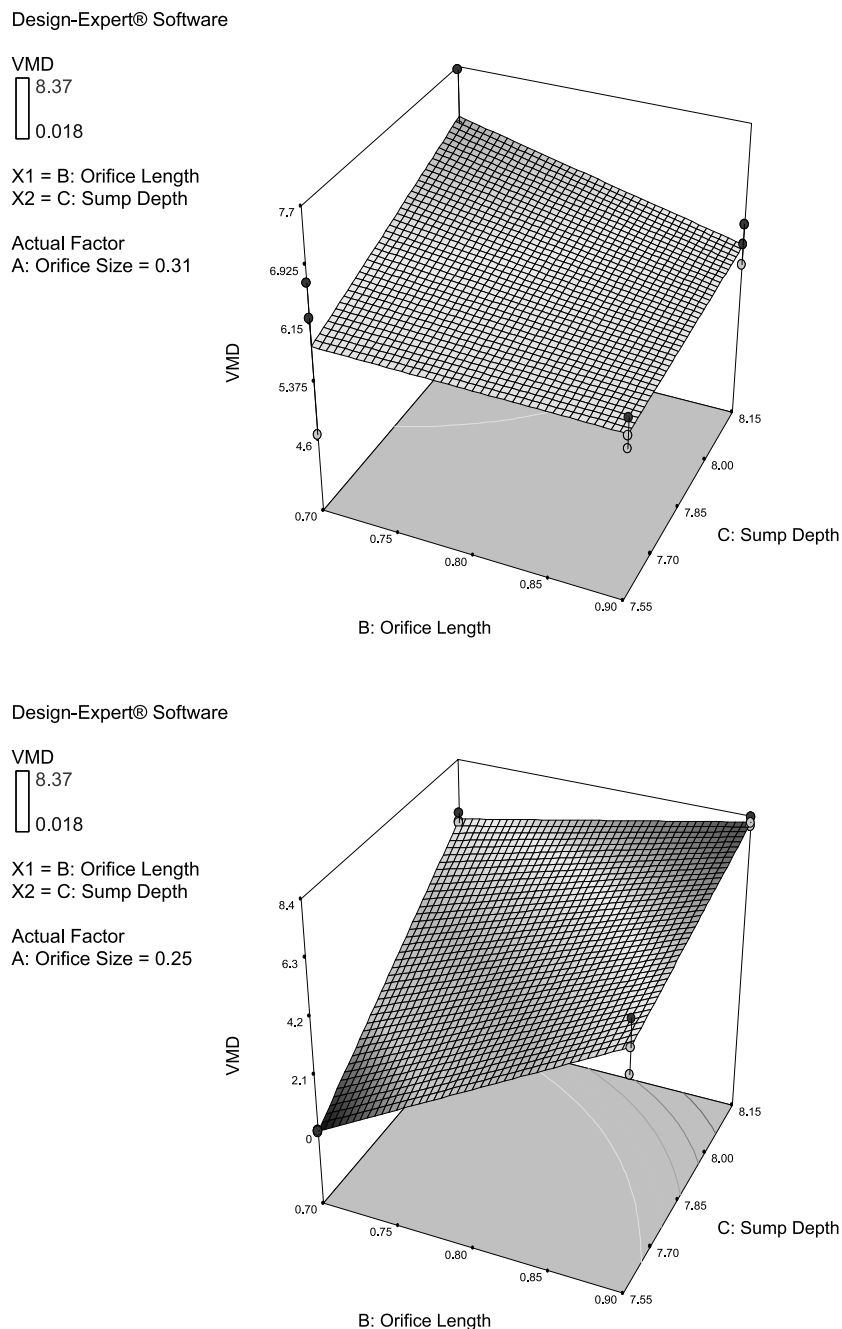 Design-Expert® Software
VMD
8.37
0.018
X1 = B: Orifice Length
X2 = C: Sump Depth
Actual Factor
A: Orifice Size = 0.31
7.7
6.925
6.15
5.375
4.6
VMD
0.70
0.75
0.80
0.85
0.90
7.55
7.70
7.85
8.00
8.15
B: Orifice Length
C: Sump Depth
Design-Expert® Software
VMD
8.37
0.018
X1 = B: Orifice Length
X2 = C: Sump Depth
Actual Factor
A: Orifice Size = 0.25
8.4
6.3
4.2
2.1
0
VMD
0.70
0.75
0.80
0.85
0.90
7.55
7.70
7.85
8.00
8.15
B: Orifice Length
C: Sump Depth